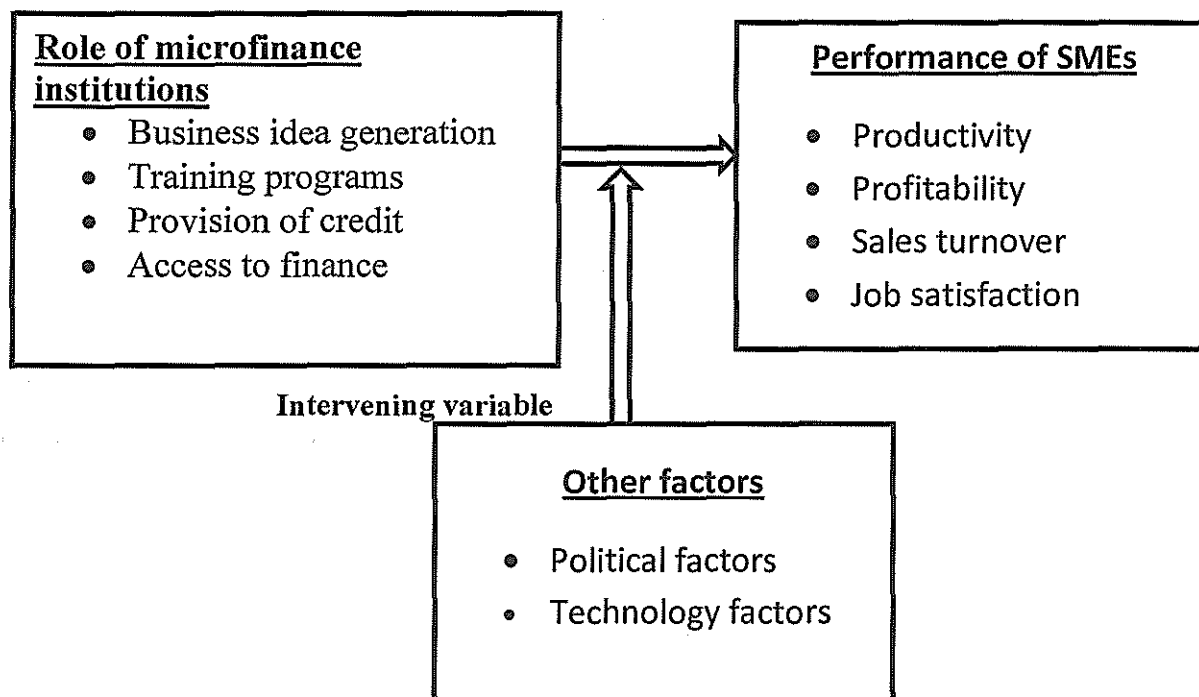 Role of microfinance
institutions
• Business idea generation
• Training programs
• Provision of credit
• Access to finance
Performance of SMEs
• Productivity
• Profitability
• Sales turnover
• Job satisfaction
Intervening variable
Other factors
• Political factors
• Technology factors